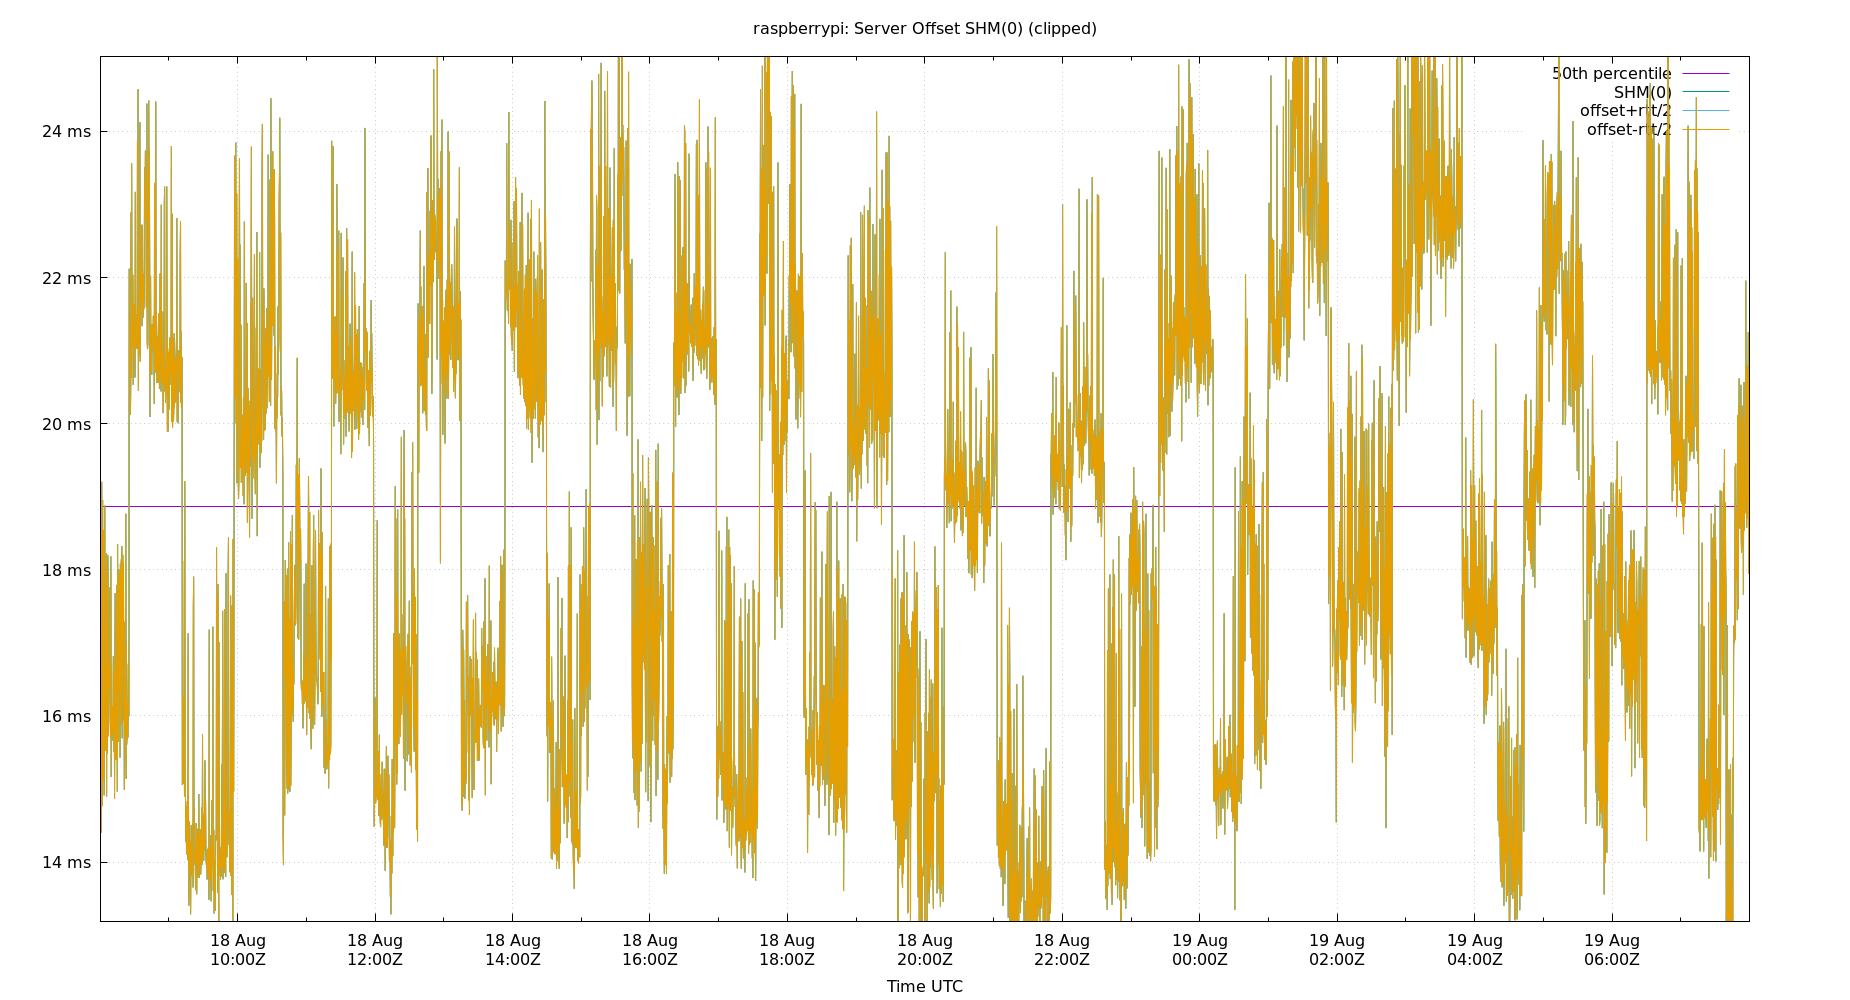 raspberrypi: Server Offset SHM(0) (clipped)
50th percentile
SHM(0)
offset+rtt/2
offset-rtt/2
24 ms
22 ms
20 ms
18 ms
16 ms
14 ms
18 Aug 18 Aug 18 Aug 18 Aug 18 Aug 18 Aug 18 Aug 19 Aug 19 Aug 19 Aug 19 Aug
10:00Z 12:00Z 14:00Z 16:00Z 18:00Z 20:00Z 22:00Z 00:00Z 02:00Z 04:00Z 06:00Z
Time UTC